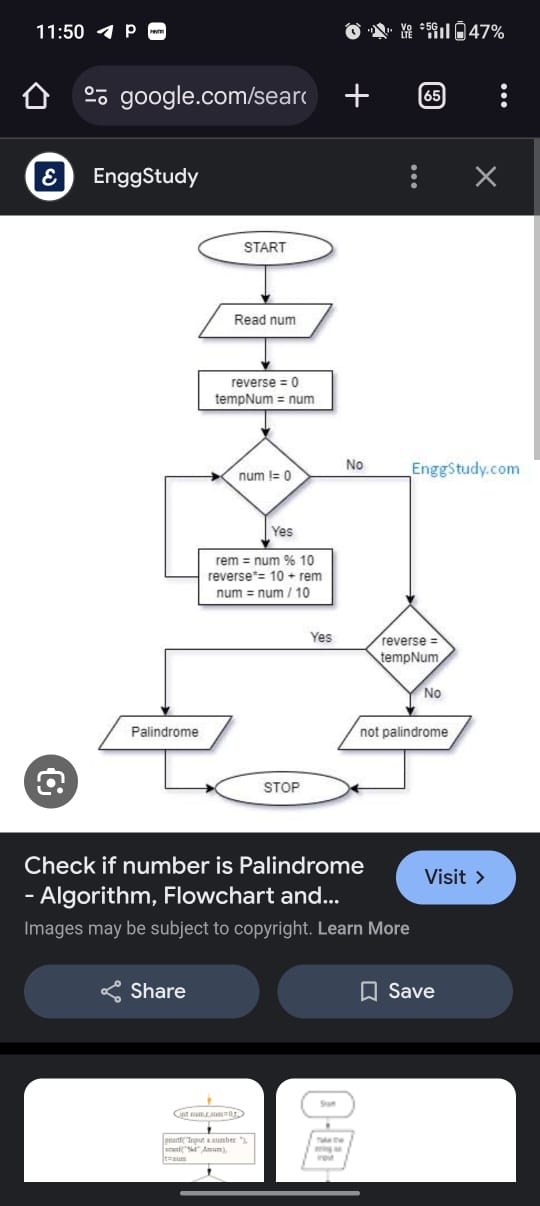 11:50 P
Vo 5G 47%
LTE
google.com/searc
65
EnggStudy
START
Read num
reverse = 0
tempNum = num
num != 0
No
EnggStudy.com
Yes
rem = num % 10
reverse*= 10 + rem
num = num / 10
Yes
reverse =
tempNum
No
Palindrome
not palindrome
STOP
Check if number is Palindrome
- Algorithm, Flowchart and...
Visit >
Images may be subject to copyright. Learn More
Share
Save
int num,r,sum=0,t;
printf("Input a number: "),
scanf("%d",&num),
t=num
Start
Take the
string as
input